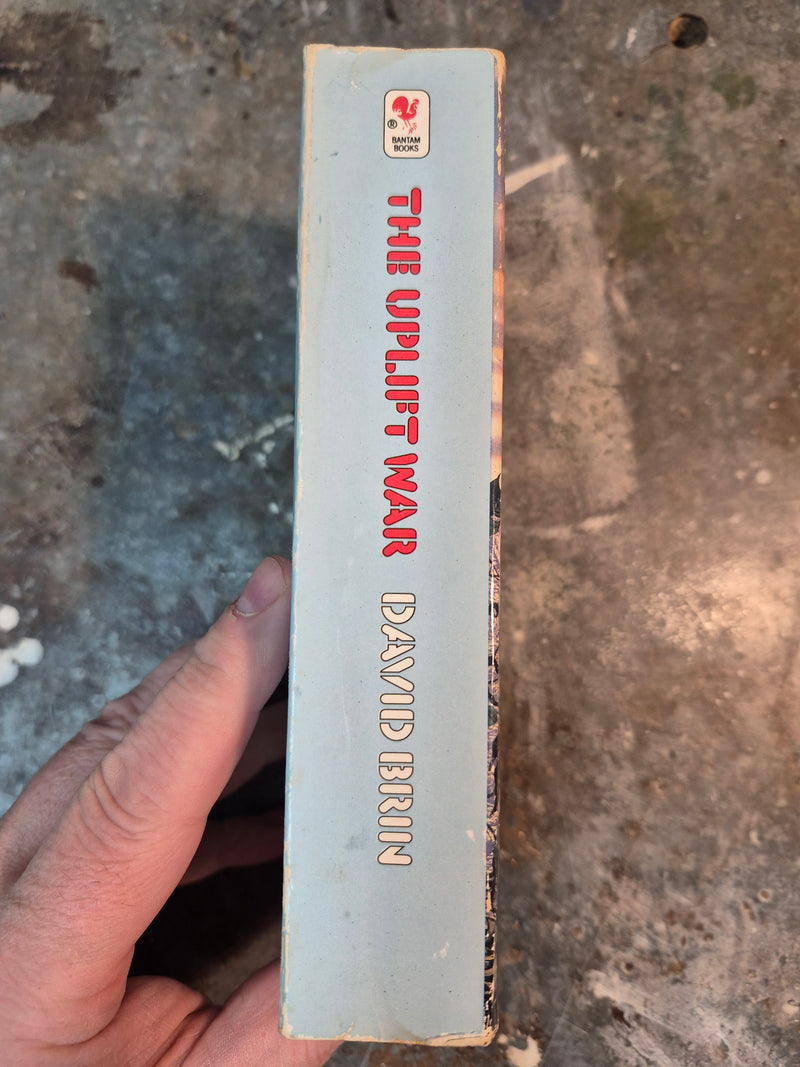 ®
BANTAM
BOOKS
THE UPLIFT WAR DAVID BRIN